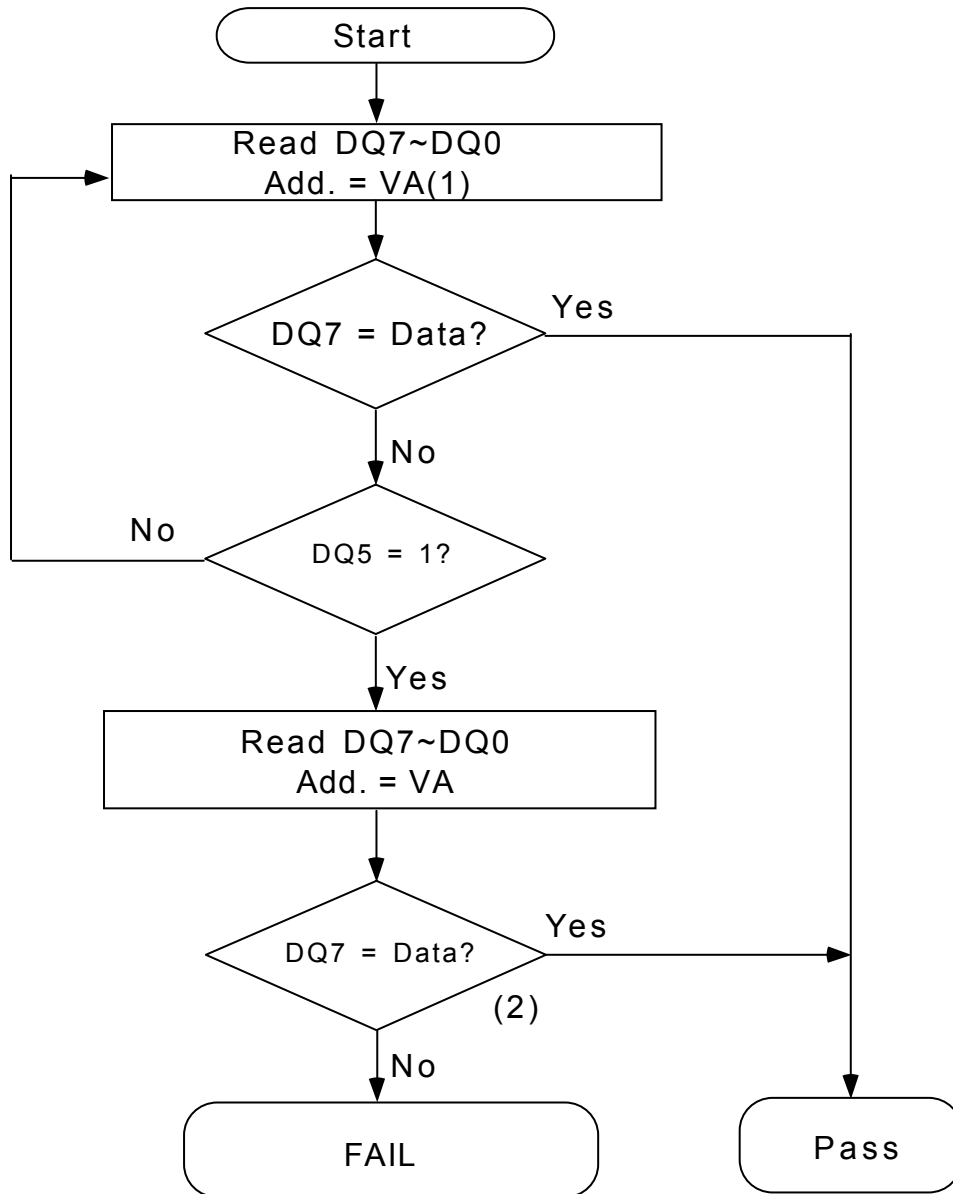 Start
Read DQ7~DQ0
Add. = VA(1)
DQ7 = Data?
Yes
No
No
DQ5 = 1?
Yes
Read DQ7~DQ0
Add. = VA
DQ7 = Data?
Yes
(2)
No
FAIL
Pass